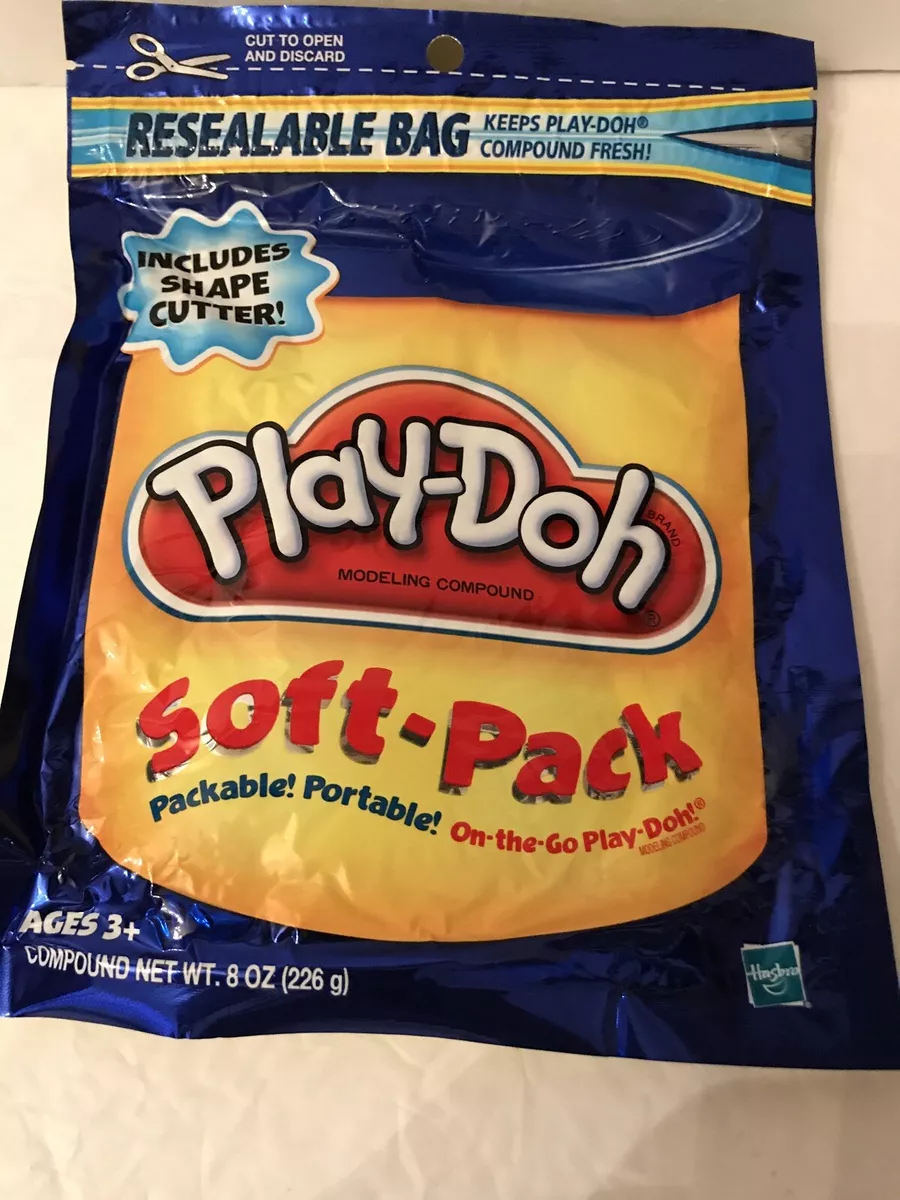 CUT TO OPEN
AND DISCARD
RESEALABLE BAG
KEEPS PLAY-DOH®
COMPOUND FRESH!
INCLUDES
SHAPE
CUTTER!
Play-Doh
BRAND
MODELING COMPOUND
®
Soft-Pack
Packable! Portable! On-the-Go Play-Doh!®
MODELING COMPOUND
AGES 3+
COMPOUND NET WT. 8 OZ (226 g)
Hasbro